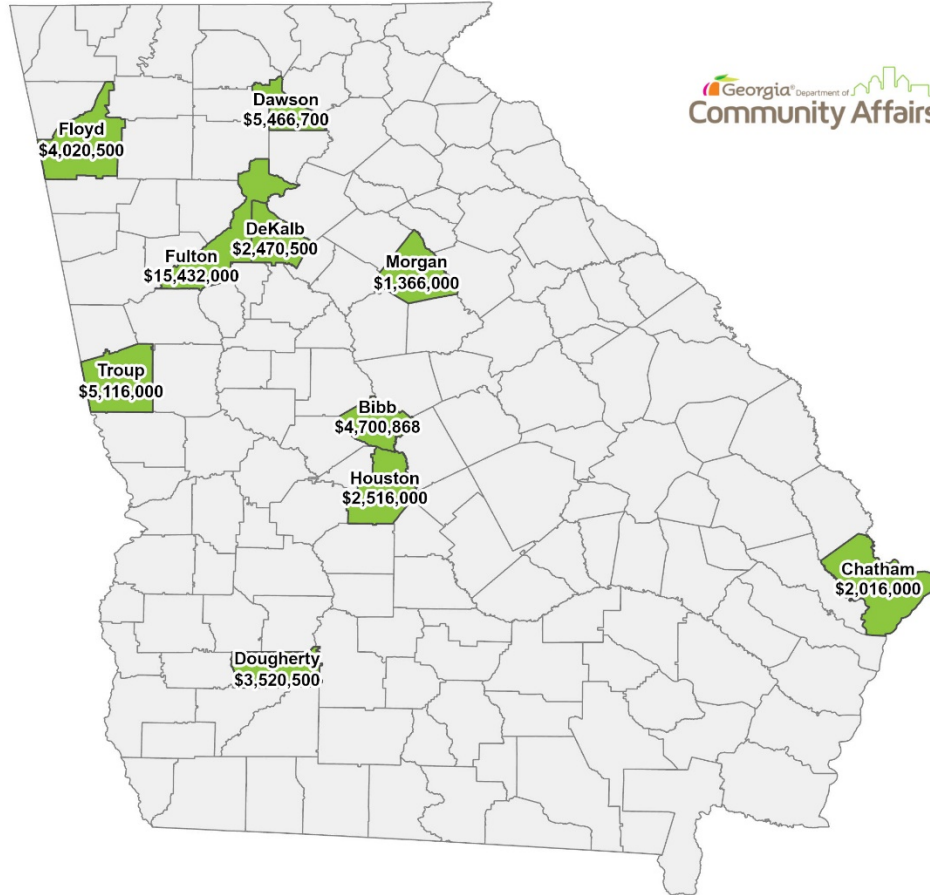 Georgia® Department of
Community Affairs
Dawson
$5,466,700
Floyd
$4,020,500
DeKalb
$2,470,500
Fulton
$15,432,000
Morgan
$1,366,000
Troup
$5,116,000
Bibb
$4,700,868
Houston
$2,516,000
Chatham
$2,016,000
Dougherty
$3,520,500